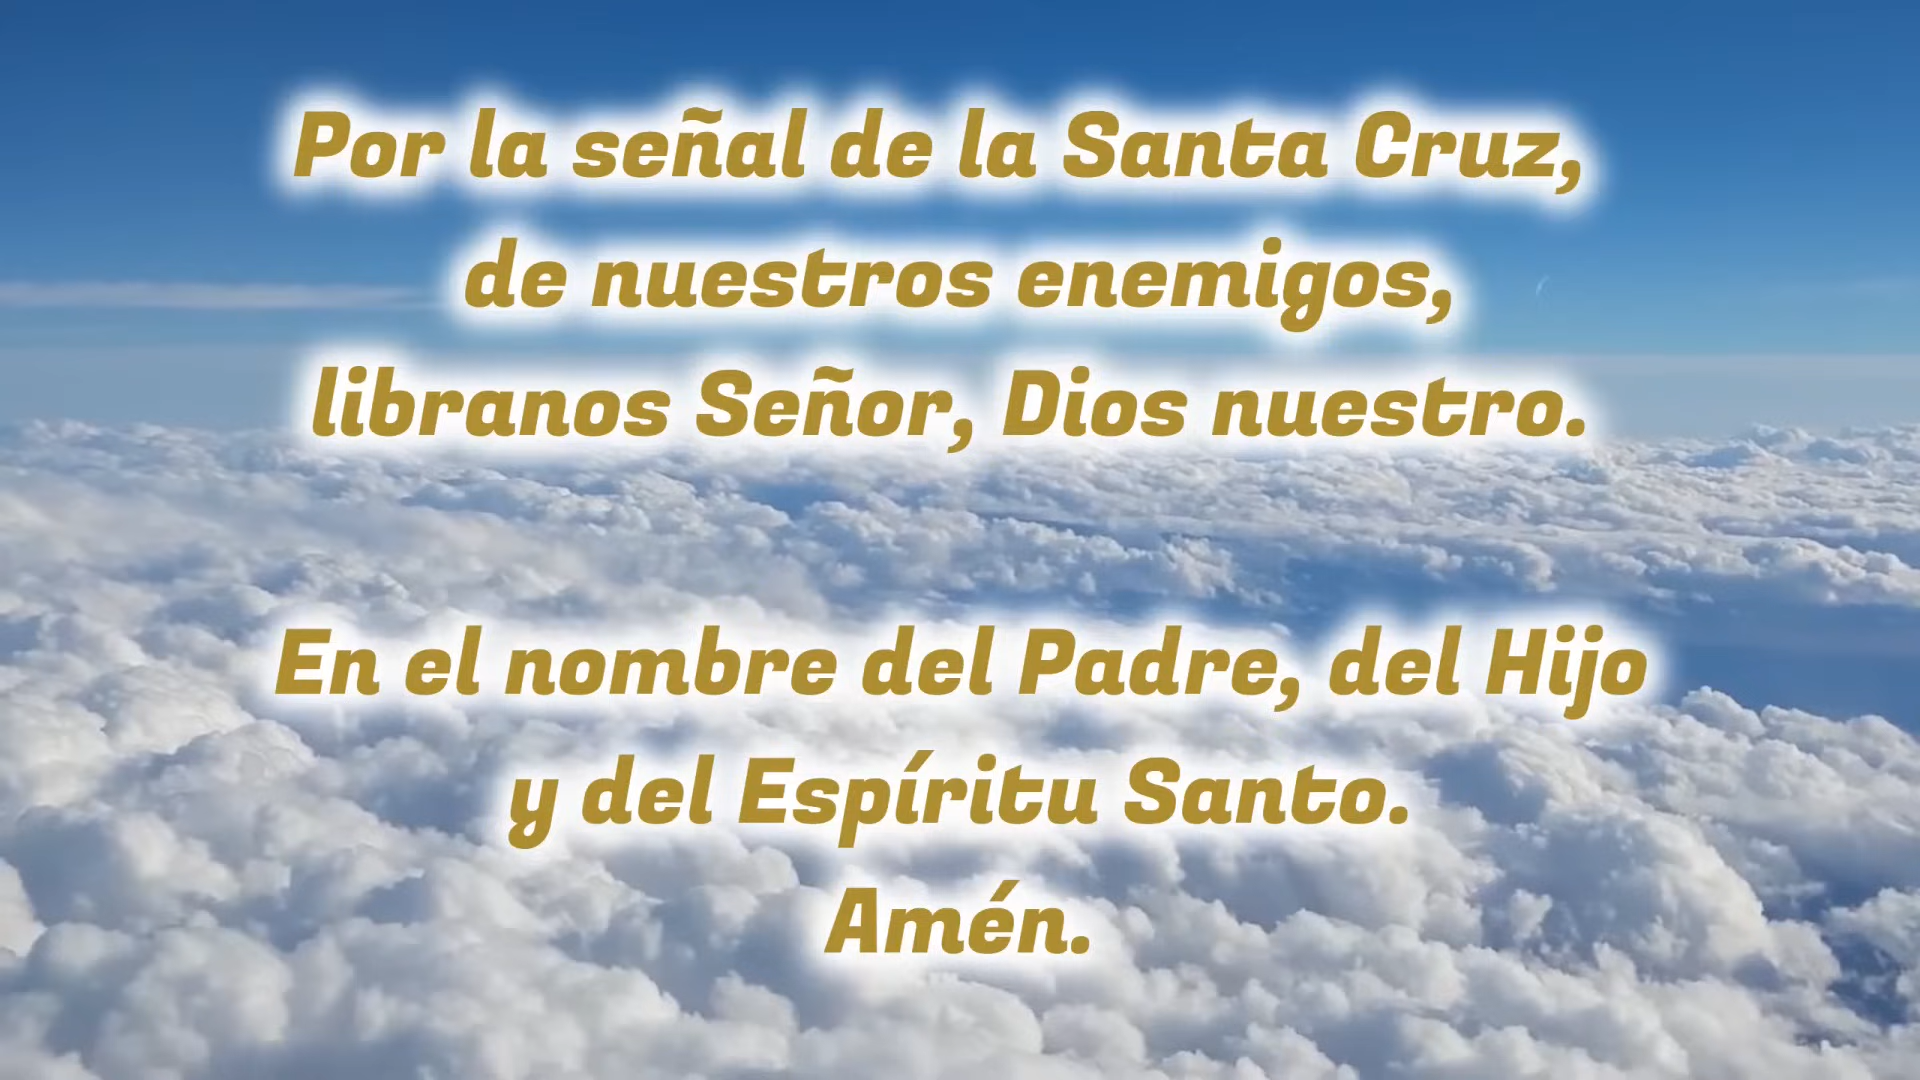 Por la señal de la Santa Cruz,
de nuestros enemigos,
libranos Señor, Dios nuestro.
En el nombre del Padre, del Hijo
y del Espíritu Santo.
Amén.